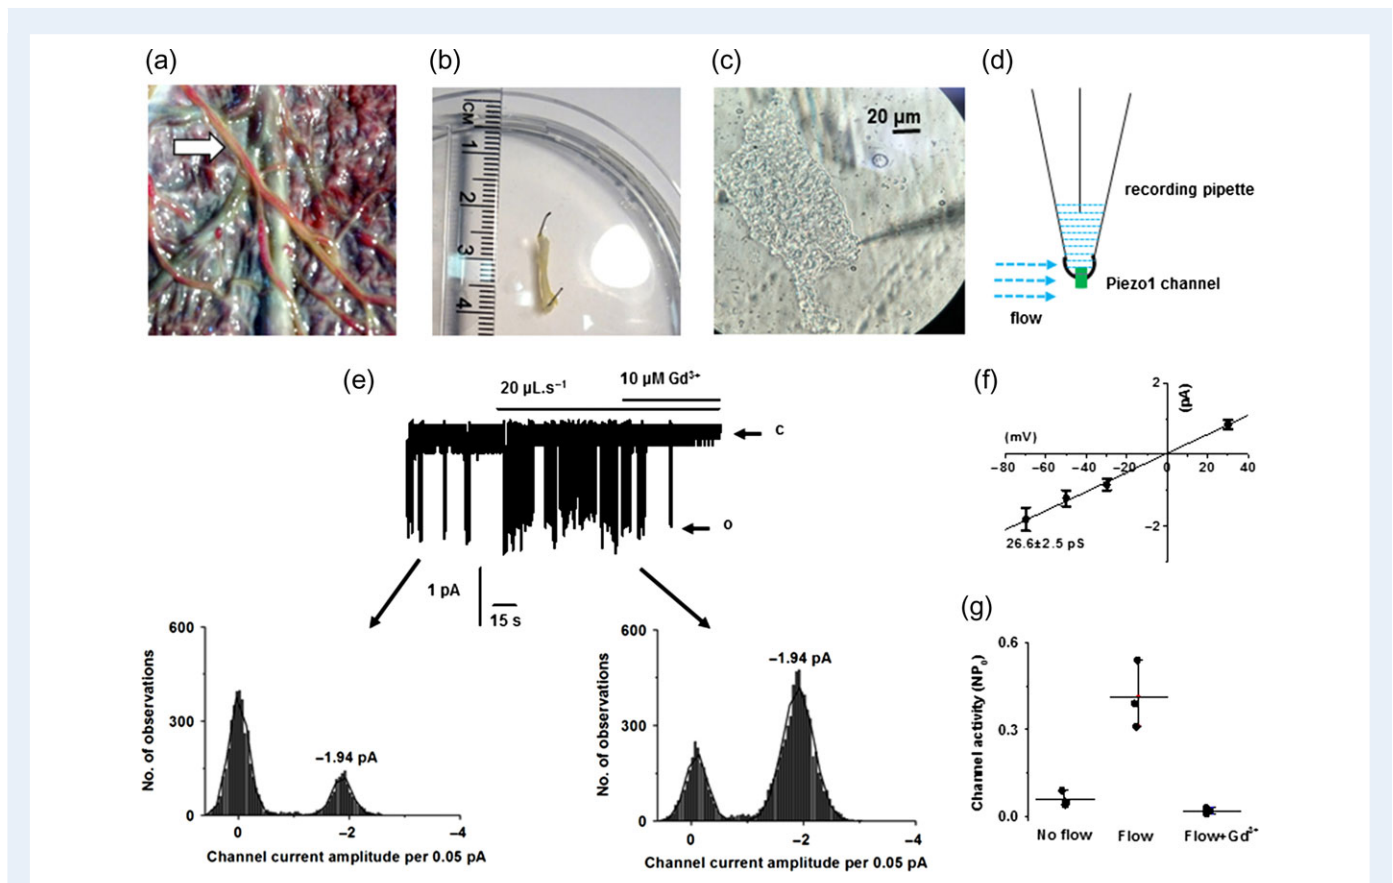 (a)
(b)
(c)
(d)
CM
1
2
3
4
20 µm
recording pipette
Piezo1 channel
flow
(e)
20 µL.s⁻¹
10 µM Gd³⁺
C
O
1 pA
15 s
600
300
0
No. of observations
−1.94 pA
0
−2
−4
Channel current amplitude per 0.05 pA
600
300
0
No. of observations
−1.94 pA
0
−2
−4
Channel current amplitude per 0.05 pA
(f)
2
(pA)
(mV)
−80 −60 −40 −20 0 20 40
−2
26.6±2.5 pS
(g)
0.6
0.3
0.0
Channel activity (NP₀)
No flow
Flow
Flow+Gd³⁺